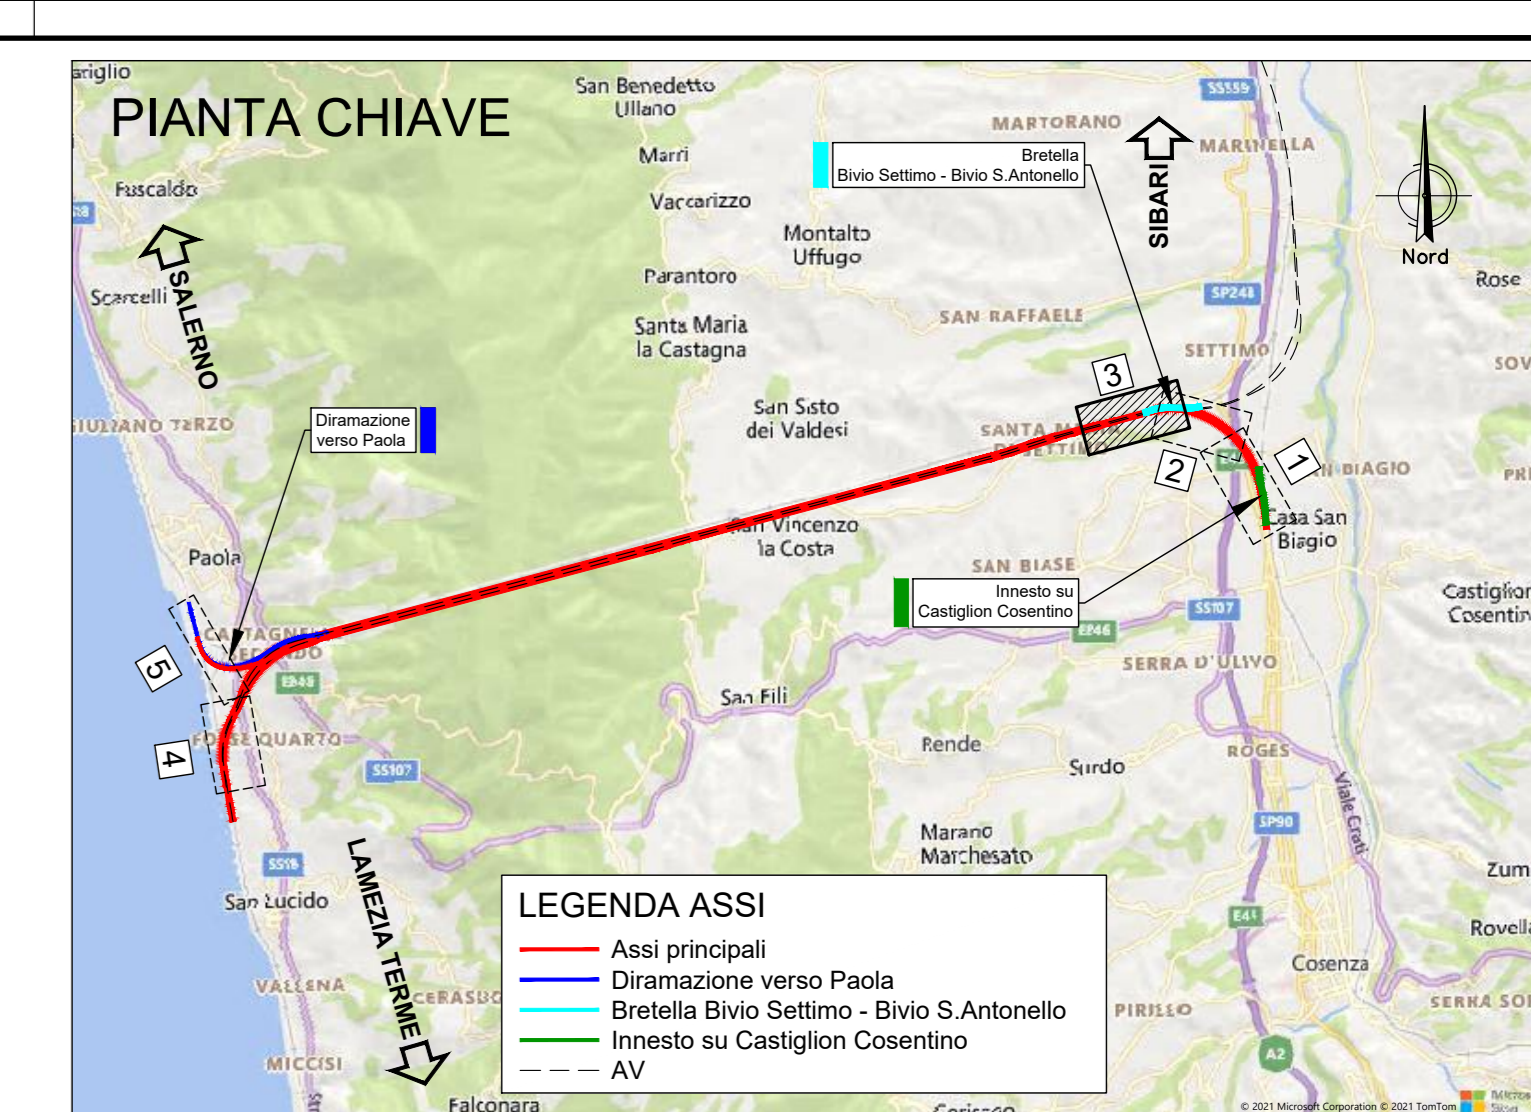 PIANTA CHIAVE
San Benedetto
Ullano
Marri
Vaccarizzo
Fuscaldo
Scarcelli
SALERNO
Montalto
Uffugo
Parantoro
Santa Maria
la Castagna
MARTORANO
MARINELLA
SS559
Bretella
Bivio Settimo - Bivio S.Antonello
SIBARI
Nord
Rose
SP248
SAN RAFFAELE
SETTIMO
Diramazione
verso Paola
San Sisto
dei Valdesi
3
2
1
Casa San
Biagio
San Vincenzo
la Costa
SAN BIASE
Innesto su
Castiglion Cosentino
SS107
E846
SERRA D'ULIVO
Paola
CASTAGNETO
SECONDO
E846
5
4
SS107
San Fili
Rende
Surdo
ROGES
Viale Crati
SP90
Marano
Marchesato
SS18
San Lucido
LAMEZIA TERME
VALLENA
MICCISI
Falconara
LEGENDA ASSI
Assi principali
Diramazione verso Paola
Bretella Bivio Settimo - Bivio S.Antonello
Innesto su Castiglion Cosentino
AV
Cosenza
PIRILLO
A2
© 2021 Microsoft Corporation © 2021 TomTom